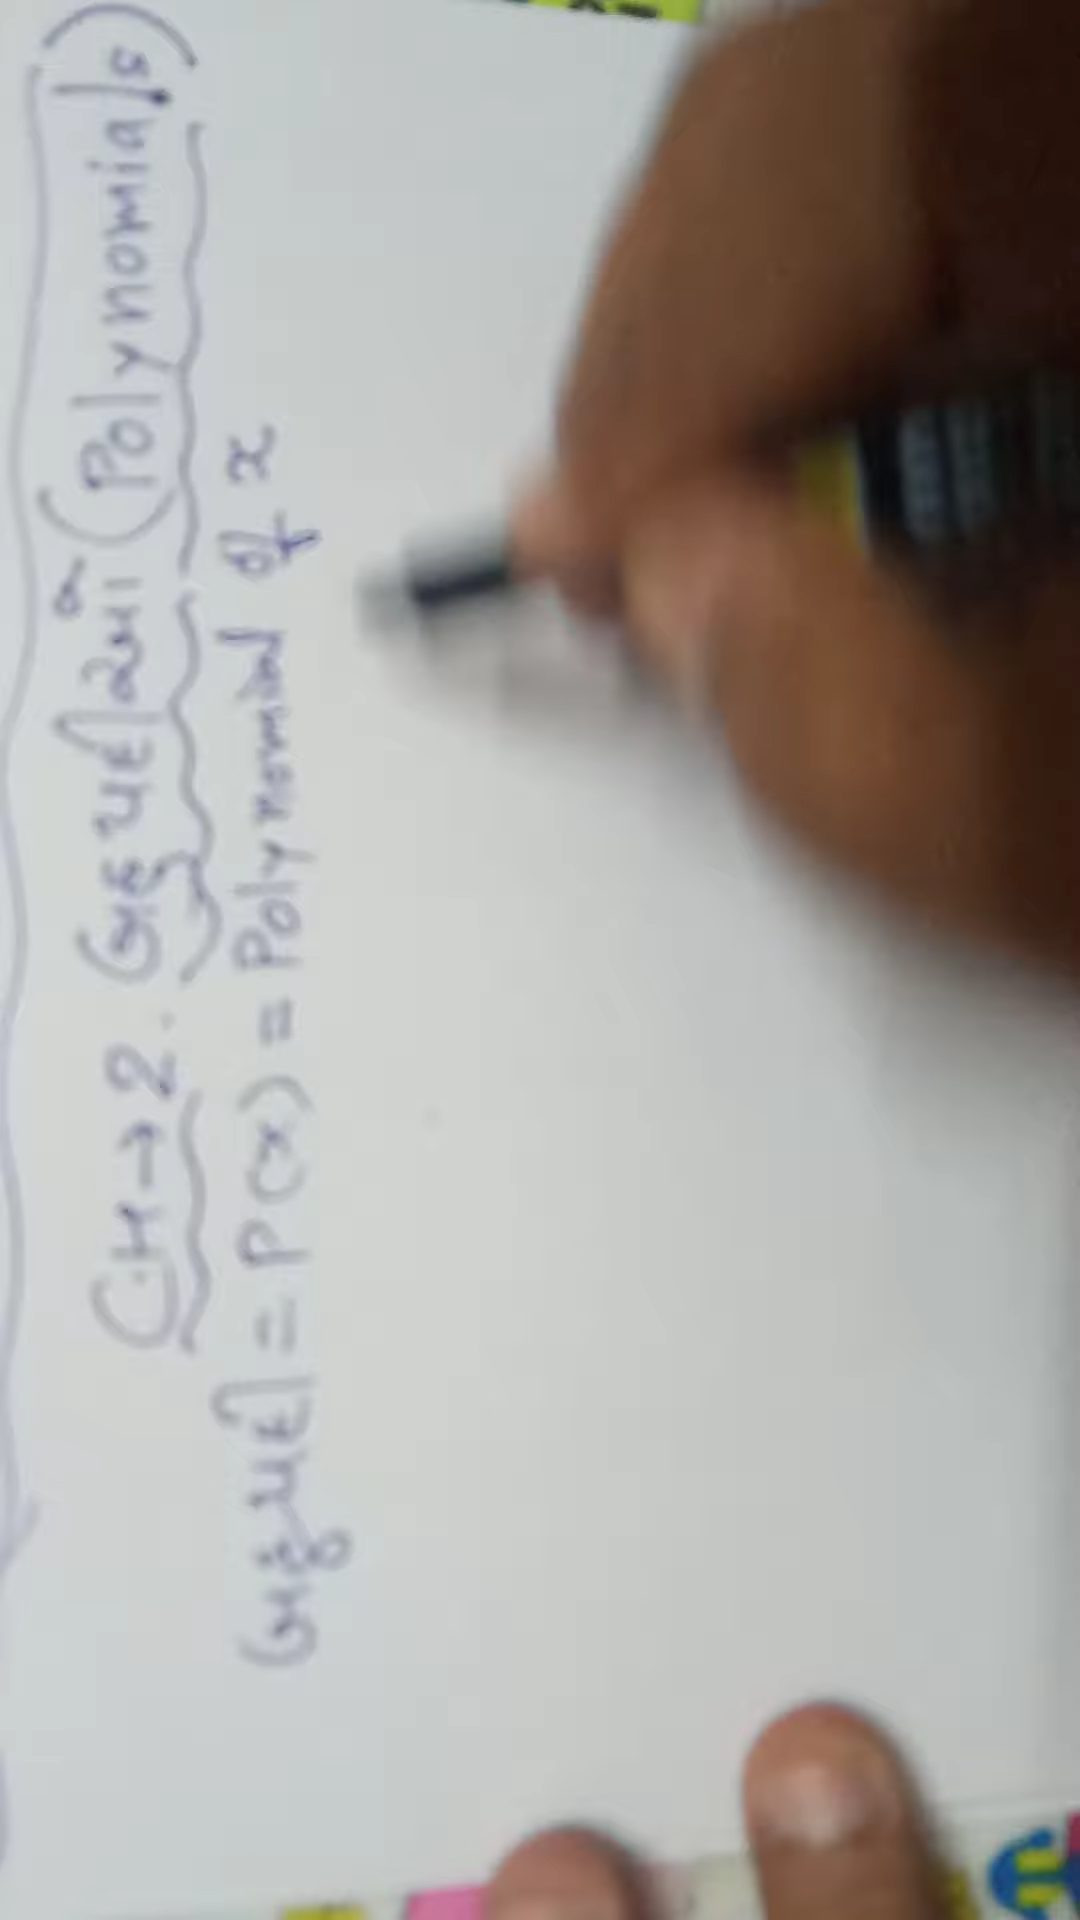 CH → 2. બહુપદીઓ (Polynomials)
બહુપદી = P(x) = Polynomial of x